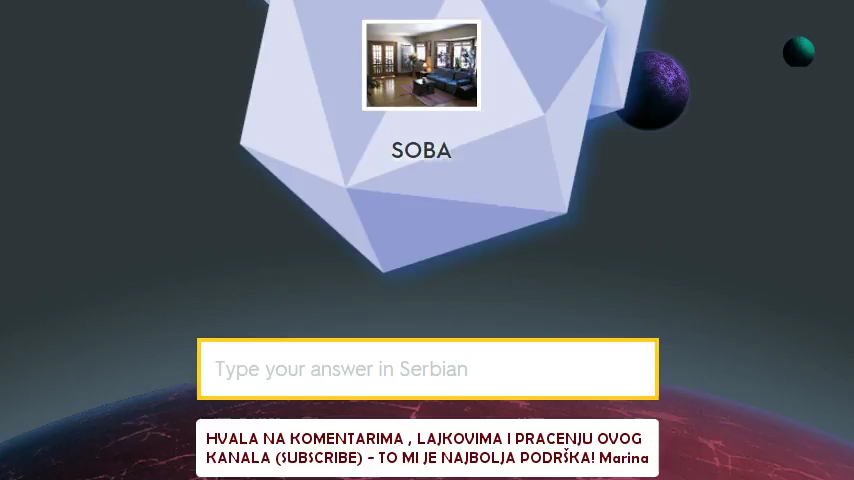 SOBA
Type your answer in Serbian
HVALA NA KOMENTARIMA , LAJKOVIMA I PRACENJU OVOG
KANALA (SUBSCRIBE) - TO MI JE NAJBOLJA PODRŠKA! Marina